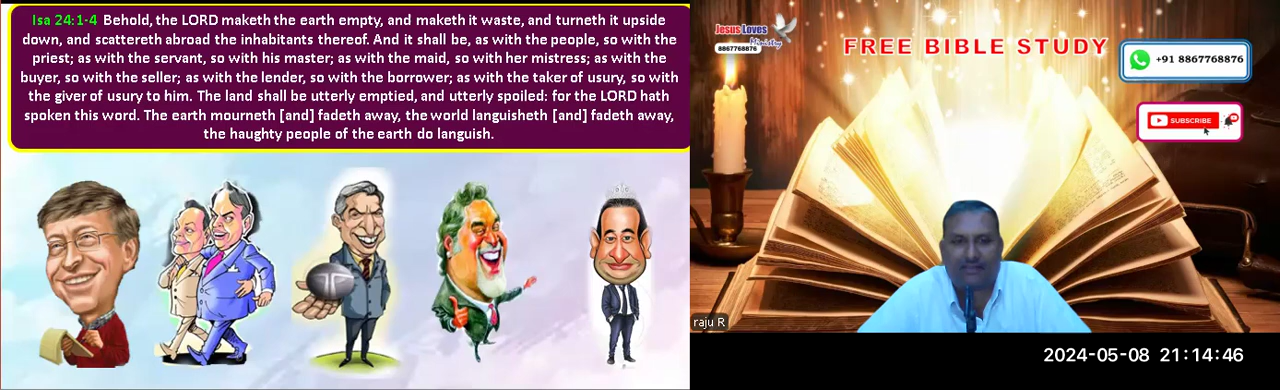 Isa 24:1-4 Behold, the LORD maketh the earth empty, and maketh it waste, and turneth it upside
down, and scattereth abroad the inhabitants thereof. And it shall be, as with the people, so with the
priest; as with the servant, so with his master; as with the maid, so with her mistress; as with the
buyer, so with the seller; as with the lender, so with the borrower; as with the taker of usury, so with
the giver of usury to him. The land shall be utterly emptied, and utterly spoiled: for the LORD hath
spoken this word. The earth mourneth [and] fadeth away, the world languisheth [and] fadeth away,
the haughty people of the earth do languish.
Jesus Loves
Ministry
8867768876
FREE BIBLE STUDY
+91 8867768876
SUBSCRIBE
raju R
2024-05-08 21:14:46